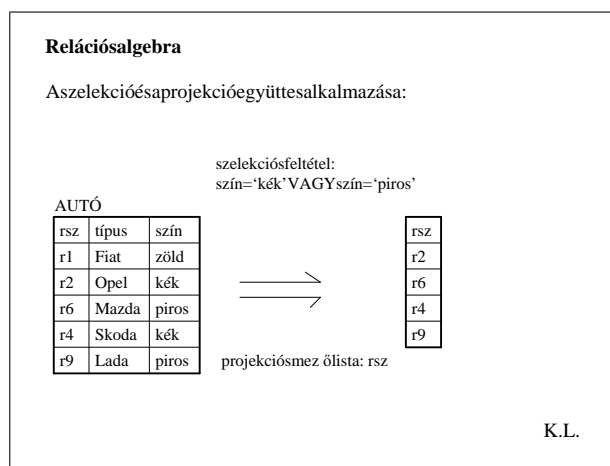 Relációsalgebra
Aszelekcióésaprojekcióegyüttesalkalmazása:
szelekciósfeltétel:
szín=‘kék’VAGYszín=‘piros’
AUTÓ
rsz típus szín
r1 Fiat zöld
r2 Opel kék
r6 Mazda piros
r4 Skoda kék
r9 Lada piros
rsz
r2
r6
r4
r9
projekciósmez őlista: rsz
K.L.